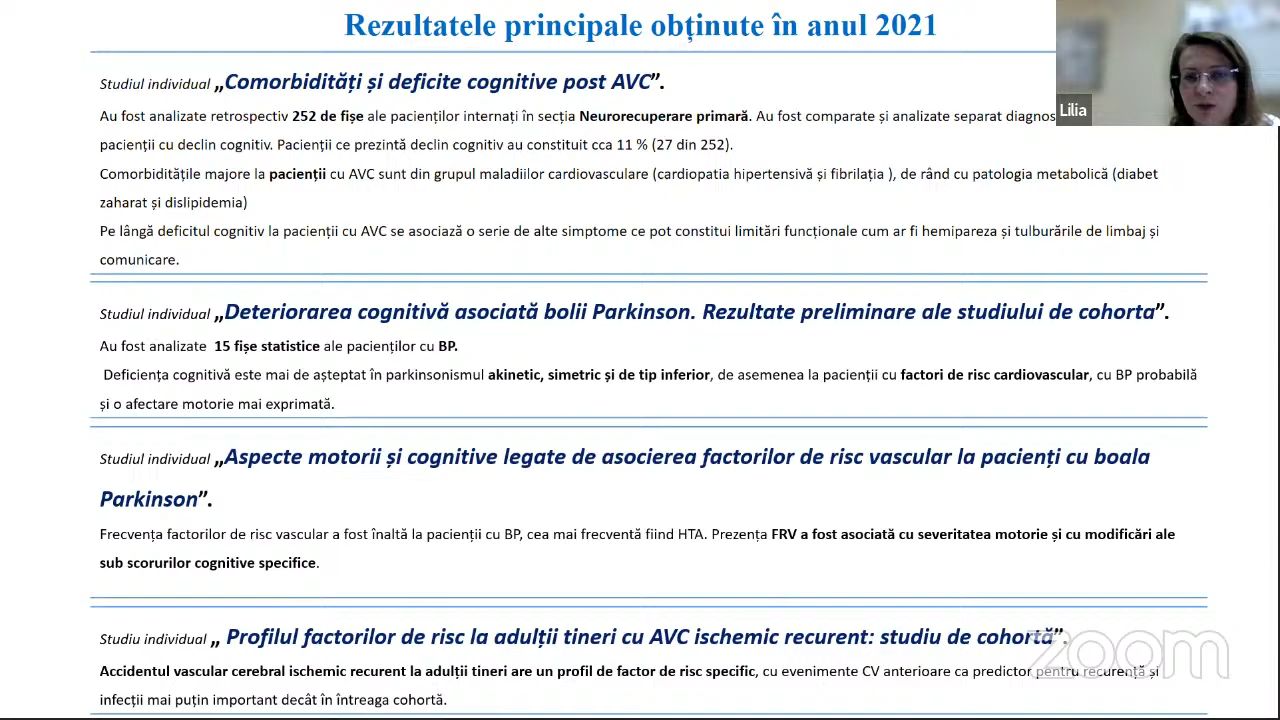 Rezultatele principale obținute în anul 2021
Lilia
Studiul individual „Comorbidități și deficite cognitive post AVC”.
Au fost analizate retrospectiv 252 de fișe ale pacienților internați în secția Neurorecuperare primară. Au fost comparate și analizate separat
pacienții cu declin cognitiv. Pacienții ce prezintă declin cognitiv au constituit cca 11 % (27 din 252).
Comorbiditățile majore la pacienții cu AVC sunt din grupul maladiilor cardiovasculare (cardiopatia hipertensivă și fibrilația ), de rând cu patologia metabolică (diabet
zaharat și dislipidemia)
Pe lângă deficitul cognitiv la pacienții cu AVC se asociază o serie de alte simptome ce pot constitui limitări funcționale cum ar fi hemipareza și tulburările de limbaj și
comunicare.
Studiul individual „Deteriorarea cognitivă asociată bolii Parkinson. Rezultate preliminare ale studiului de cohorta”.
Au fost analizate 15 fișe statistice ale pacienților cu BP.
Deficiența cognitivă este mai de așteptat în parkinsonismul akinetic, simetric și de tip inferior, de asemenea la pacienții cu factori de risc cardiovascular, cu BP probabilă
și o afectare motorie mai exprimată.
Studiul individual „Aspecte motorii și cognitive legate de asocierea factorilor de risc vascular la pacienți cu boala
Parkinson”.
Frecvența factorilor de risc vascular a fost înaltă la pacienții cu BP, cea mai frecventă fiind HTA. Prezența FRV a fost asociată cu severitatea motorie și cu modificări ale
sub scorurilor cognitive specifice.
Studiu individual „ Profilul factorilor de risc la adulții tineri cu AVC ischemic recurent: studiu de cohortă”.
zoom
Accidentul vascular cerebral ischemic recurent la adulții tineri are un profil de factor de risc specific, cu evenimente CV anterioare ca predictor pentru recurență și
infecții mai puțin important decât în întreaga cohortă.